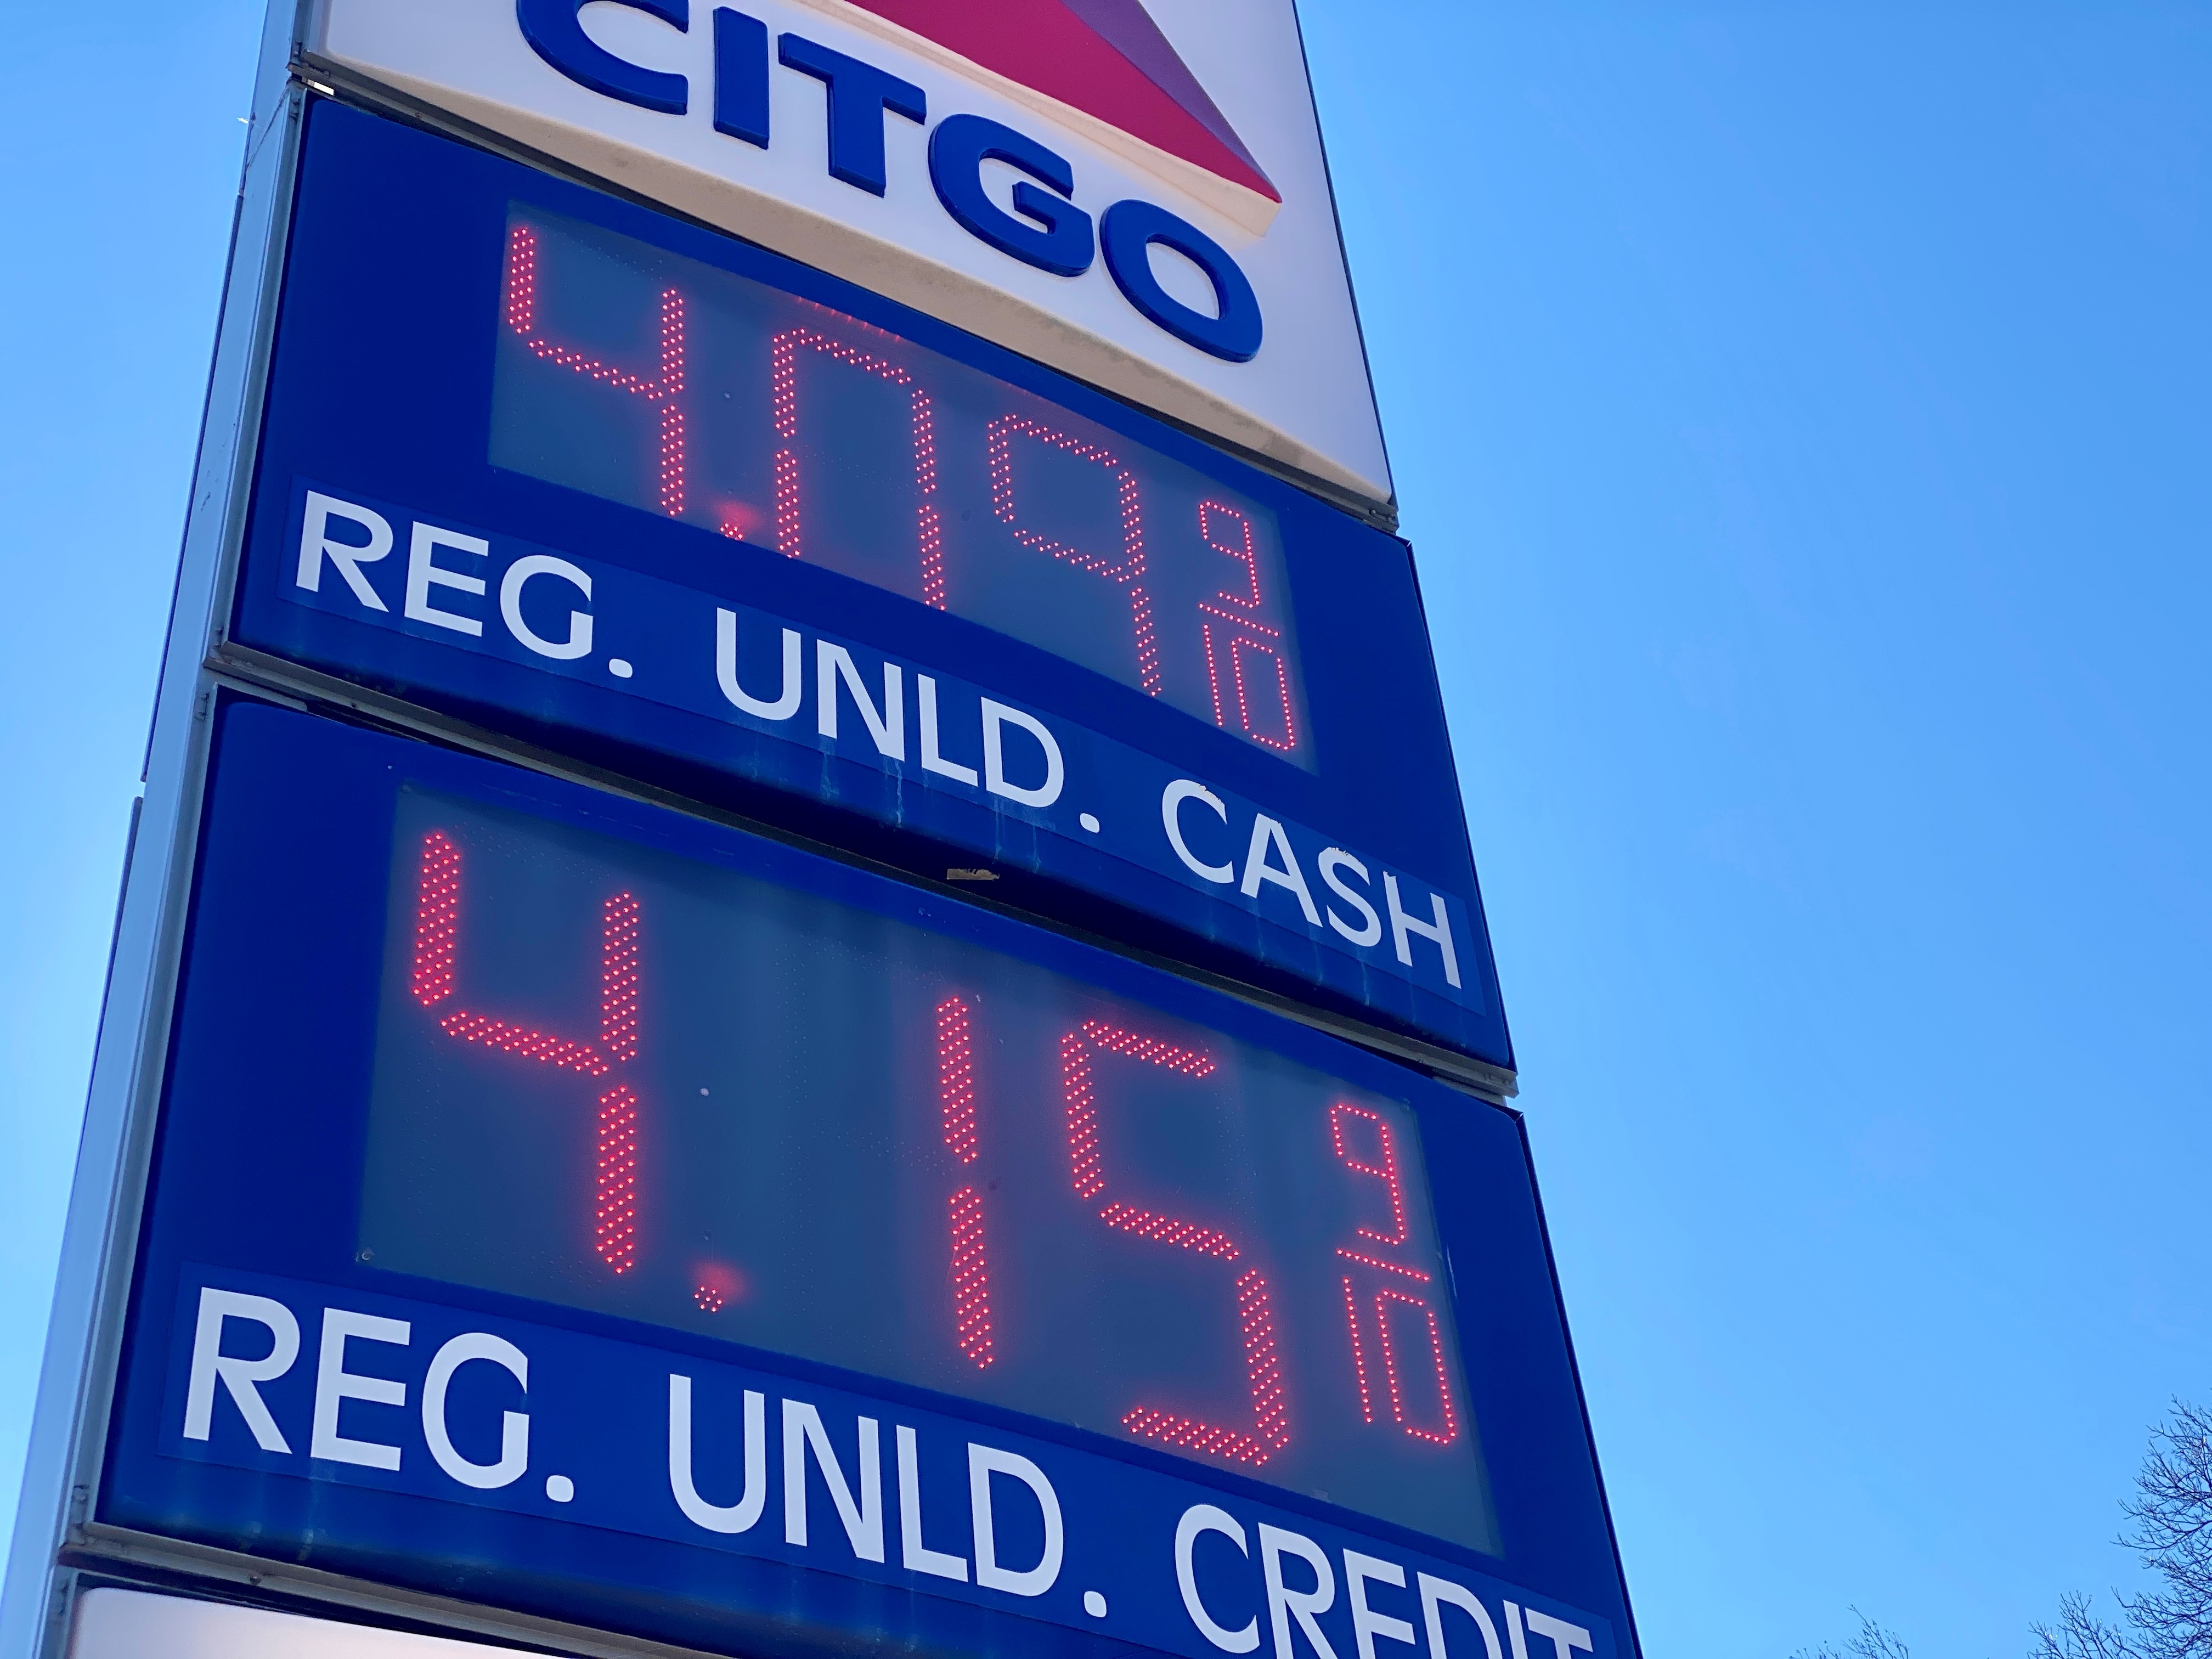 CITGO
4.09 9/10
REG. UNLD. CASH
4.15 9/10
REG. UNLD. CREDIT